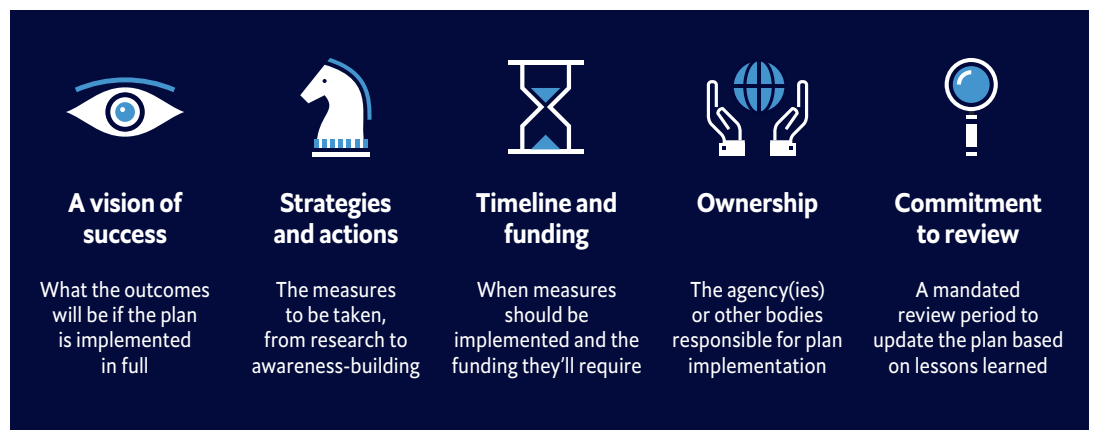 A vision of
success
What the outcomes
will be if the plan
is implemented
in full
Strategies
and actions
The measures
to be taken,
from research to
awareness-building
Timeline and
funding
When measures
should be
implemented and the
funding they’ll require
Ownership
The agency(ies)
or other bodies
responsible for plan
implementation
Commitment
to review
A mandated
review period to
update the plan based
on lessons learned